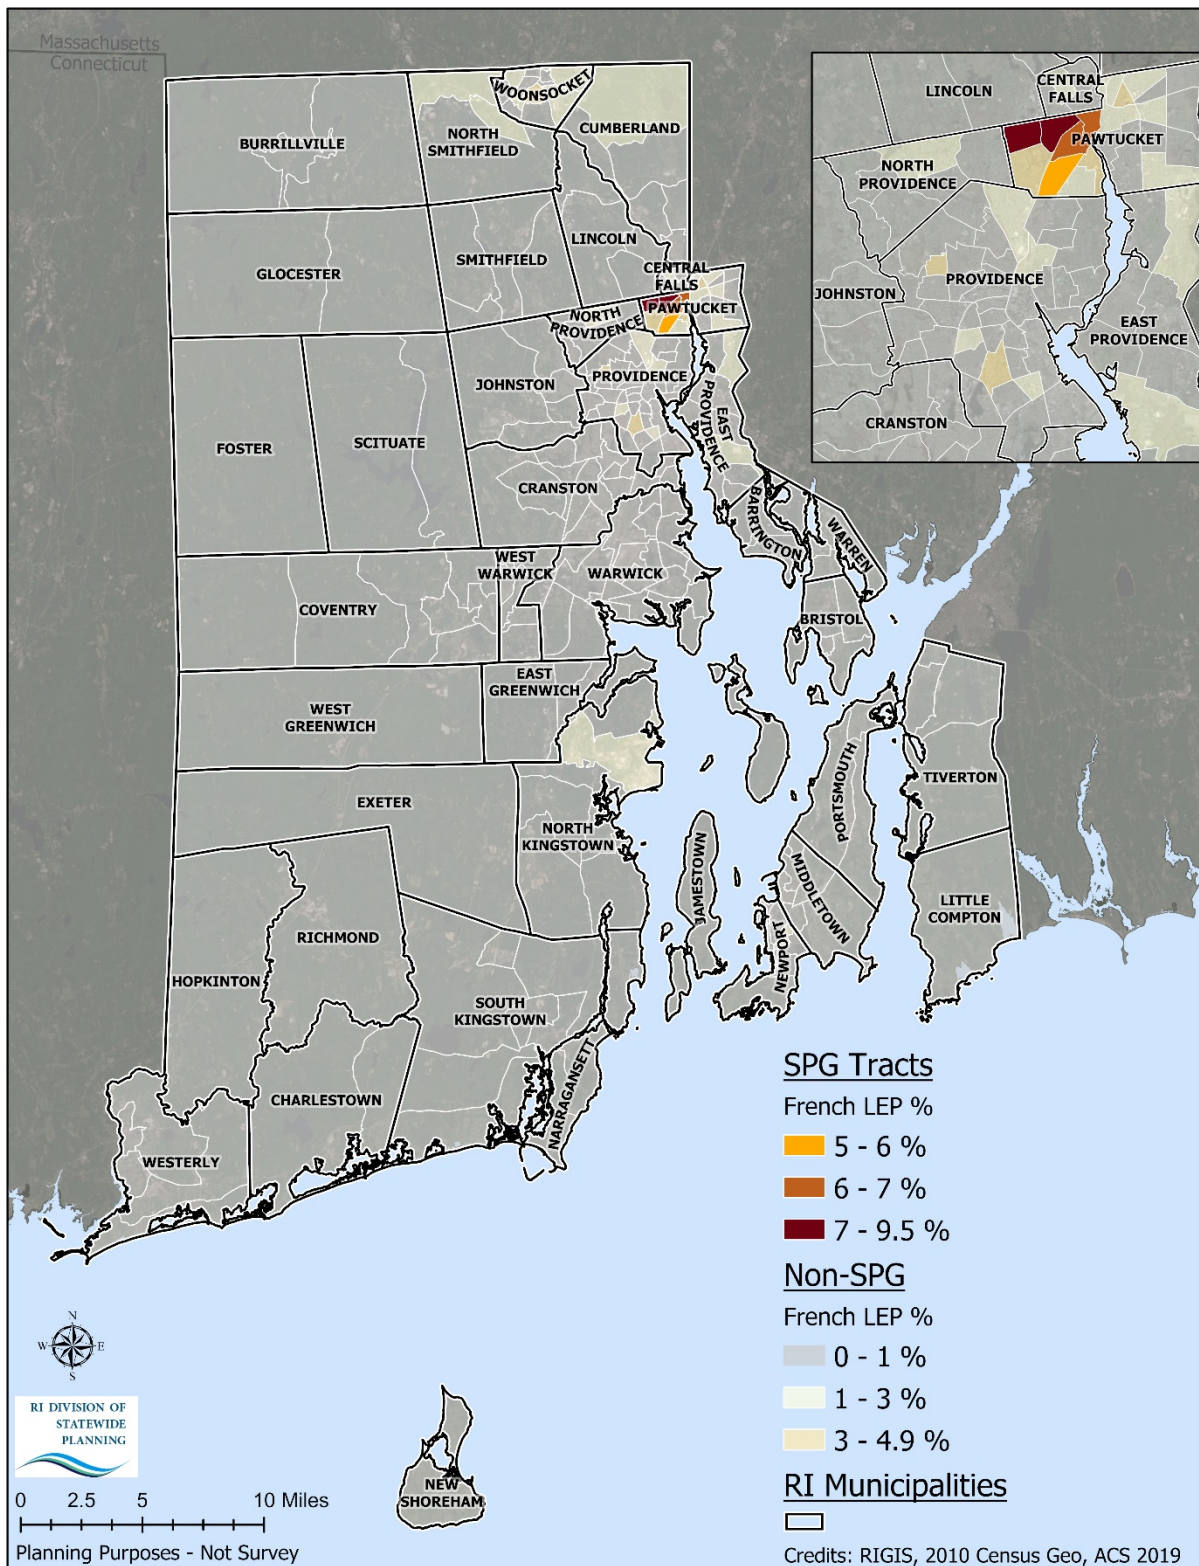 Massachusetts
Connecticut
WOONSOCKET
BURRILLVILLE
NORTH
SMITHFIELD
CUMBERLAND
GLOCESTER
SMITHFIELD
LINCOLN
CENTRAL
FALLS
PAWTUCKET
NORTH
PROVIDENCE
FOSTER
SCITUATE
JOHNSTON
PROVIDENCE
EAST
PROVIDENCE
CRANSTON
BARRINGTON
WARREN
WEST
WARWICK
WARWICK
COVENTRY
BRISTOL
EAST
GREENWICH
WEST
GREENWICH
PORTSMOUTH
TIVERTON
EXETER
NORTH
KINGSTOWN
JAMESTOWN
MIDDLETOWN
LITTLE
COMPTON
RICHMOND
NEWPORT
HOPKINTON
SOUTH
KINGSTOWN
NARRAGANSETT
CHARLESTOWN
WESTERLY
NEW
SHOREHAM
LINCOLN
CENTRAL
FALLS
PAWTUCKET
NORTH
PROVIDENCE
PROVIDENCE
JOHNSTON
EAST
PROVIDENCE
CRANSTON
SPG Tracts
French LEP %
5 - 6 %
6 - 7 %
7 - 9.5 %
Non-SPG
French LEP %
0 - 1 %
1 - 3 %
3 - 4.9 %
RI Municipalities
Credits: RIGIS, 2010 Census Geo, ACS 2019
N
W E
S
RI DIVISION OF
STATEWIDE
PLANNING
0 2.5 5 10 Miles
Planning Purposes - Not Survey